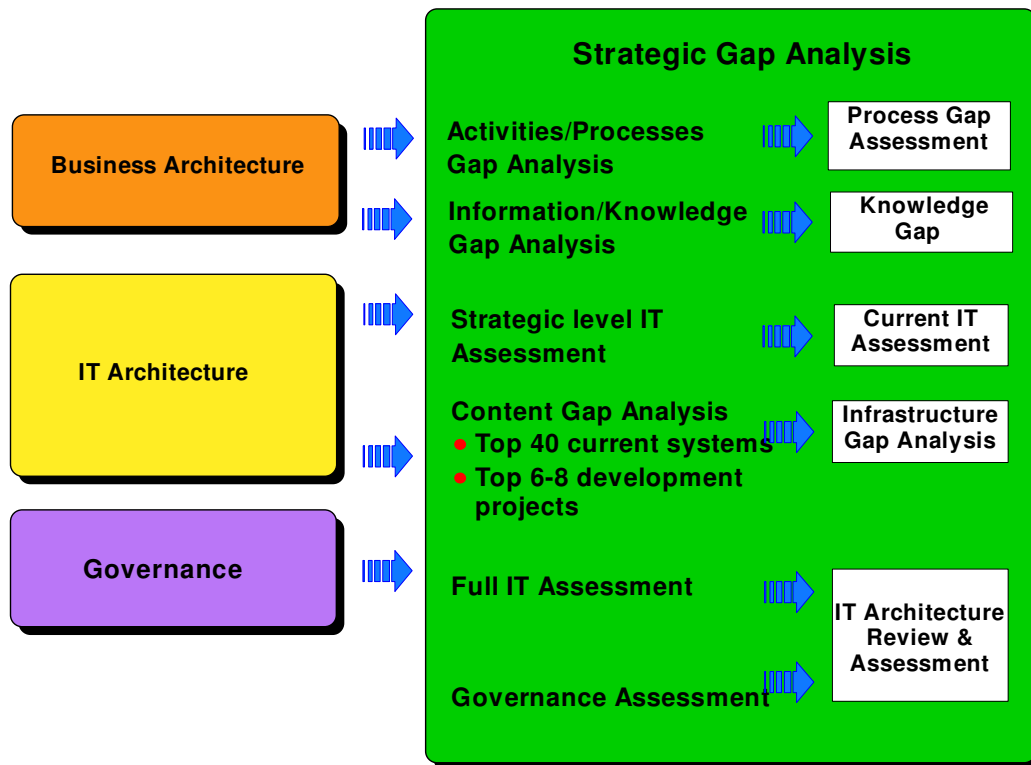 Strategic Gap Analysis
Business Architecture
Activities/Processes
Gap Analysis
Process Gap
Assessment
Information/Knowledge
Gap Analysis
Knowledge
Gap
IT Architecture
Strategic level IT
Assessment
Current IT
Assessment
Content Gap Analysis
• Top 40 current systems
• Top 6-8 development
projects
Infrastructure
Gap Analysis
Governance
Full IT Assessment
Governance Assessment
IT Architecture
Review &
Assessment